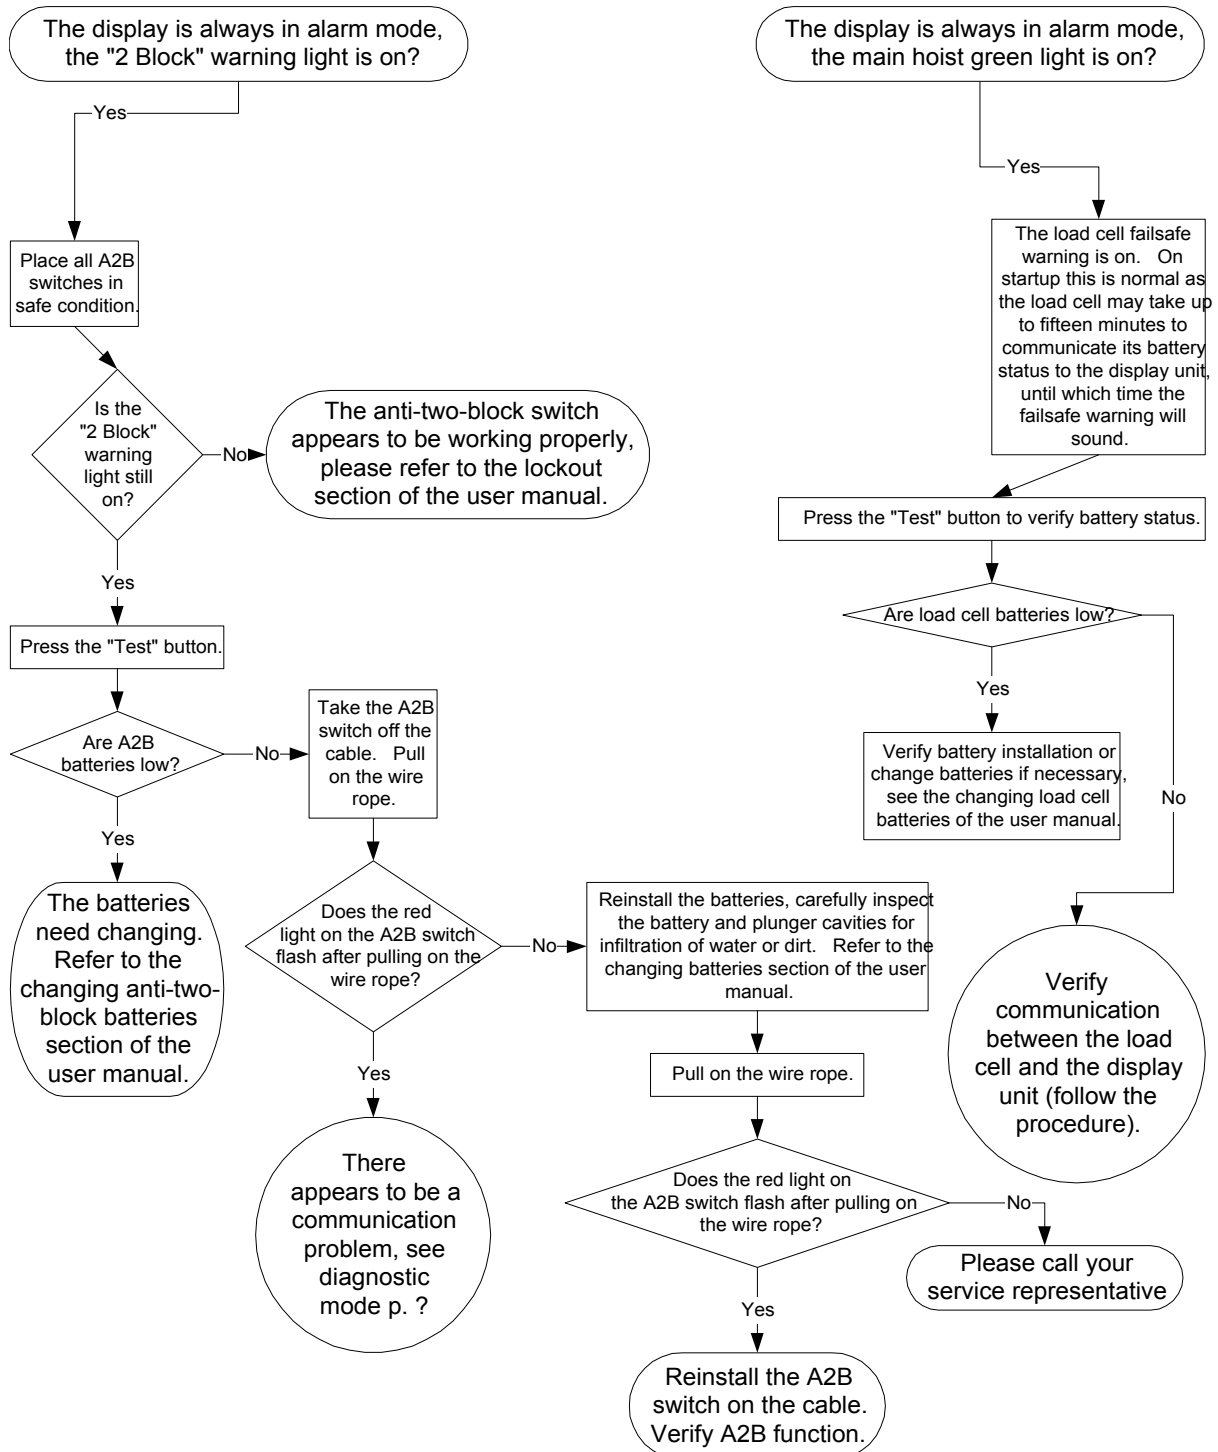 The display is always in alarm mode,
the "2 Block" warning light is on?
Yes
Place all A2B
switches in
safe condition.
Is the
"2 Block"
warning
light still
on?
No
The anti-two-block switch
appears to be working properly,
please refer to the lockout
section of the user manual.
Yes
Press the "Test" button.
Are A2B
batteries low?
No
Yes
The batteries
need changing.
Refer to the
changing anti-two-
block batteries
section of the
user manual.
Take the A2B
switch off the
cable. Pull
on the wire
rope.
Does the red
light on the A2B switch
flash after pulling on the
wire rope?
No
Yes
There
appears to be a
communication
problem, see
diagnostic
mode p. ?
Reinstall the batteries, carefully inspect
the battery and plunger cavities for
infiltration of water or dirt. Refer to the
changing batteries section of the user
manual.
Pull on the wire rope.
Does the red light on
the A2B switch flash after pulling on
the wire rope?
No
Please call your
service representative
Yes
Reinstall the A2B
switch on the cable.
Verify A2B function.
The display is always in alarm mode,
the main hoist green light is on?
Yes
The load cell failsafe
warning is on. On
startup this is normal as
the load cell may take up
to fifteen minutes to
communicate its battery
status to the display unit,
until which time the
failsafe warning will
sound.
Press the "Test" button to verify battery status.
Are load cell batteries low?
Yes
Verify battery installation or
change batteries if necessary,
see the changing load cell
batteries of the user manual.
No
Verify
communication
between the load
cell and the display
unit (follow the
procedure).